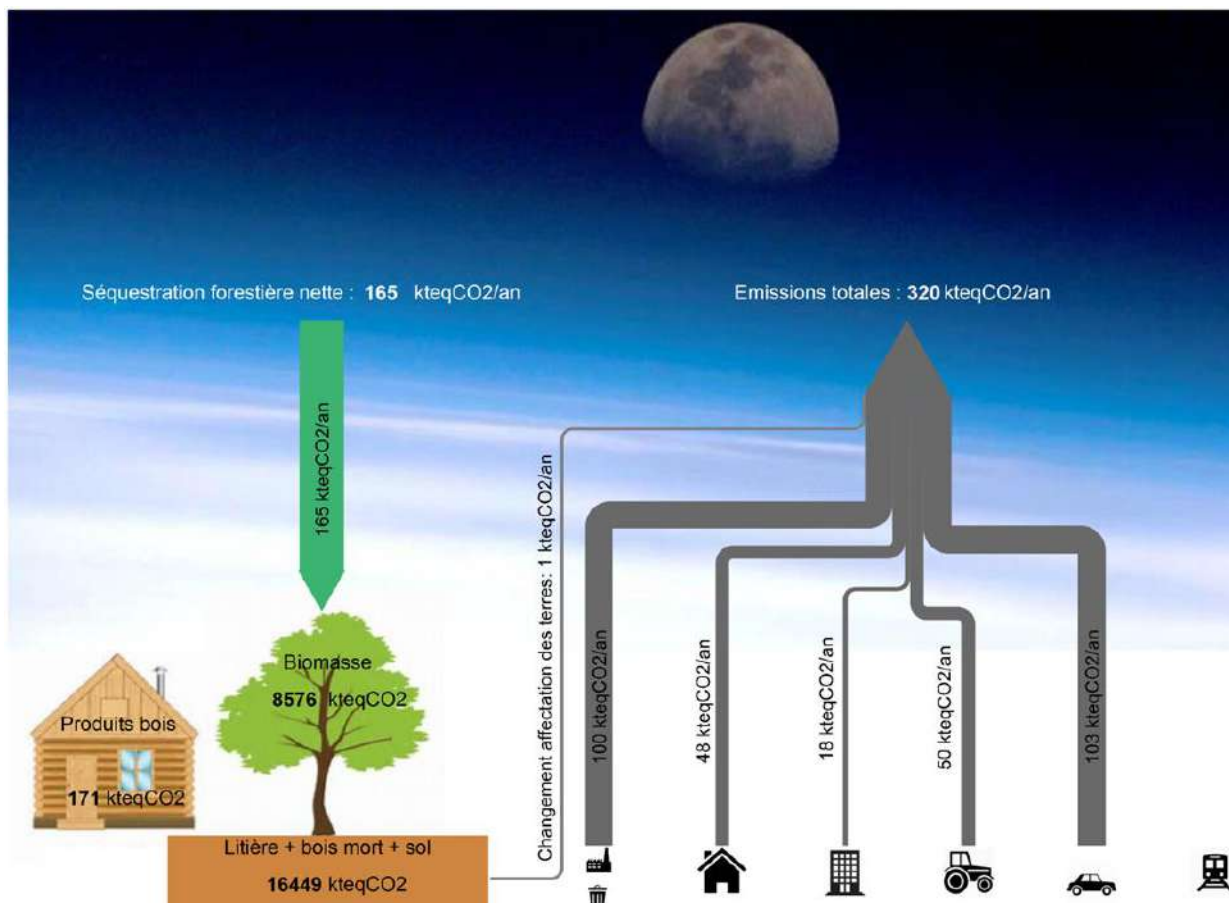 Séquestration forestière nette : 165 kteqCO2/an
Emissions totales : 320 kteqCO2/an
165 kteqCO2/an
Changement affectation des terres: 1 kteqCO2/an
100 kteqCO2/an
48 kteqCO2/an
18 kteqCO2/an
50 kteqCO2/an
103 kteqCO2/an
Biomasse
8576 kteqCO2
Produits bois
171 kteqCO2
Litière + bois mort + sol
16449 kteqCO2